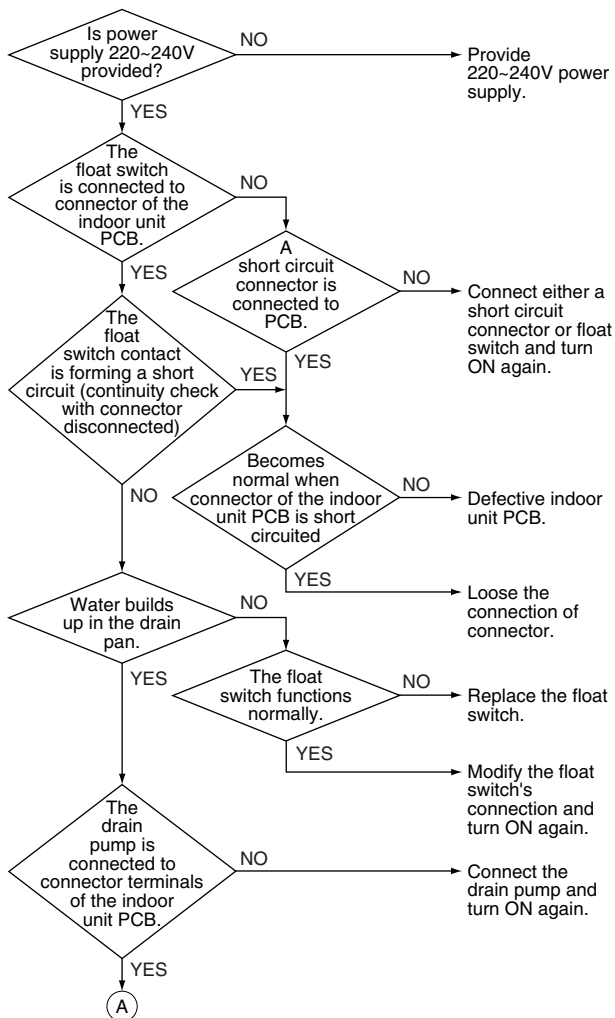 Is power
supply 220~240V
provided?
NO
Provide
220~240V power
supply.
YES
The
float switch
is connected to
connector of the
indoor unit
PCB.
NO
YES
A
short circuit
connector is
connected to
PCB.
NO
Connect either a
short circuit
connector or float
switch and turn
ON again.
YES
The
float
switch contact
is forming a short
circuit (continuity check
with connector
disconnected)
YES
NO
Becomes
normal when
connector of the indoor
unit PCB is short
circuited
NO
Defective indoor
unit PCB.
YES
Loose the
connection of
connector.
Water builds
up in the drain
pan.
NO
YES
The float
switch functions
normally.
NO
Replace the float
switch.
YES
Modify the float
switch's
connection and
turn ON again.
The
drain
pump is
connected to
connector terminals
of the indoor
unit PCB.
NO
Connect the
drain pump and
turn ON again.
YES
A